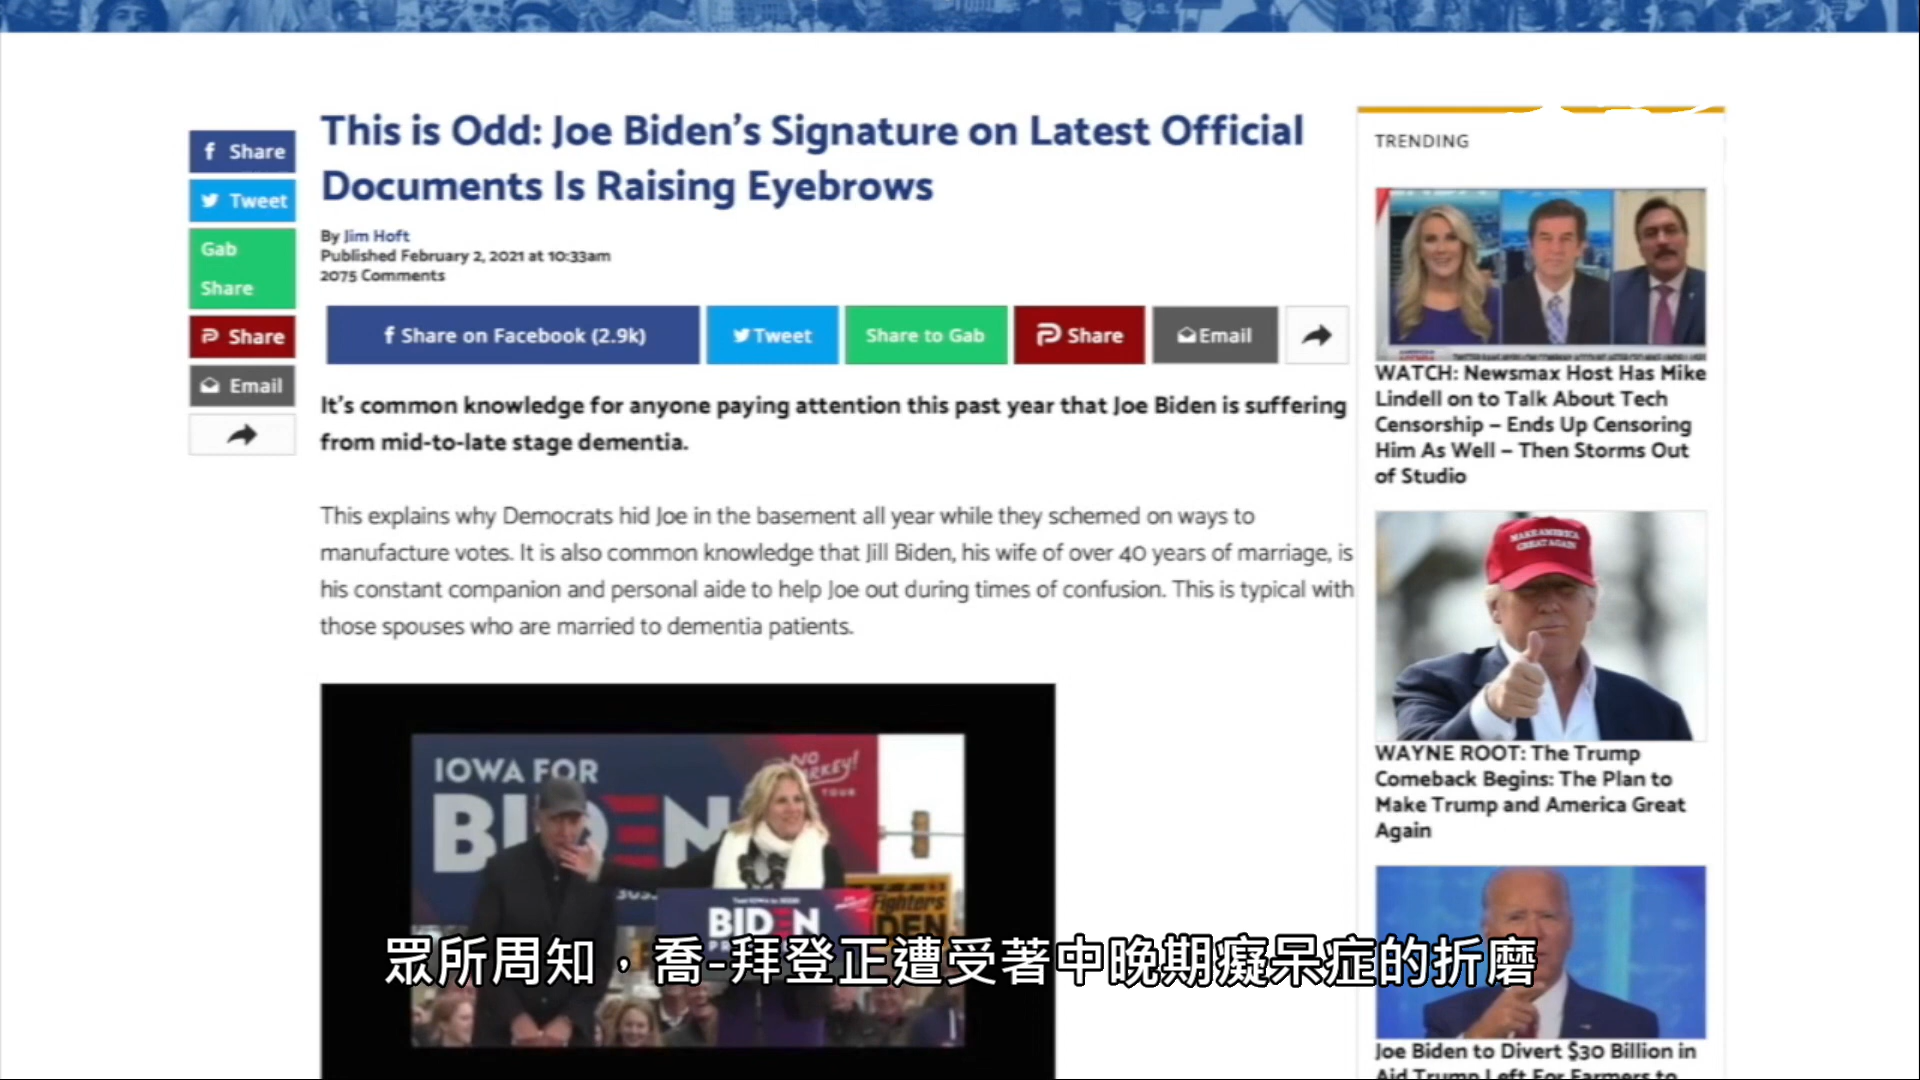 This is Odd: Joe Biden's Signature on Latest Official
Documents Is Raising Eyebrows
By Jim Hoft
Published February 2, 2021 at 10:33am
2075 Comments
Share
Tweet
Gab
Share
Share
Email
Share on Facebook (2.9k)
Tweet
Share to Gab
Share
Email
It's common knowledge for anyone paying attention this past year that Joe Biden is suffering
from mid-to-late stage dementia.
This explains why Democrats hid Joe in the basement all year while they schemed on ways to
manufacture votes. It is also common knowledge that Jill Biden, his wife of over 40 years of marriage, is
his constant companion and personal aide to help Joe out during times of confusion. This is typical with
those spouses who are married to dementia patients.
IOWA FOR
BIDEN
NO
TOUR
BIDEN
Fighters
DEN
眾所周知，喬-拜登正遭受著中晚期癡呆症的折磨
TRENDING
WATCH: Newsmax Host Has Mike
Lindell on to Talk About Tech
Censorship – Ends Up Censoring
Him As Well – Then Storms Out
of Studio
MAKE AMERICA
GREAT AGAIN
WAYNE ROOT: The Trump
Comeback Begins: The Plan to
Make Trump and America Great
Again
Joe Biden to Divert $30 Billion in
Aid Trump Left For Farmers to